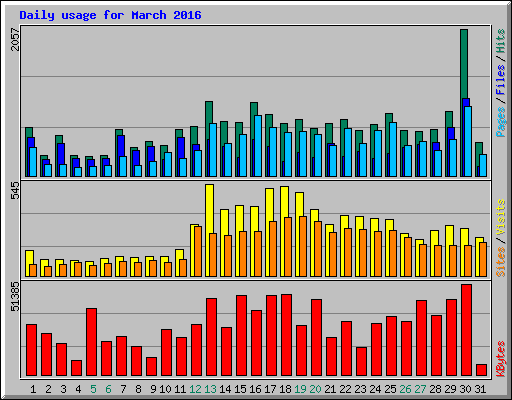 Daily usage for March 2016
2057
Pages / Files / Hits
545
Sites / Visits
51385
KBytes
1 2 3 4 5 6 7 8 9 10 11 12 13 14 15 16 17 18 19 20 21 22 23 24 25 26 27 28 29 30 31